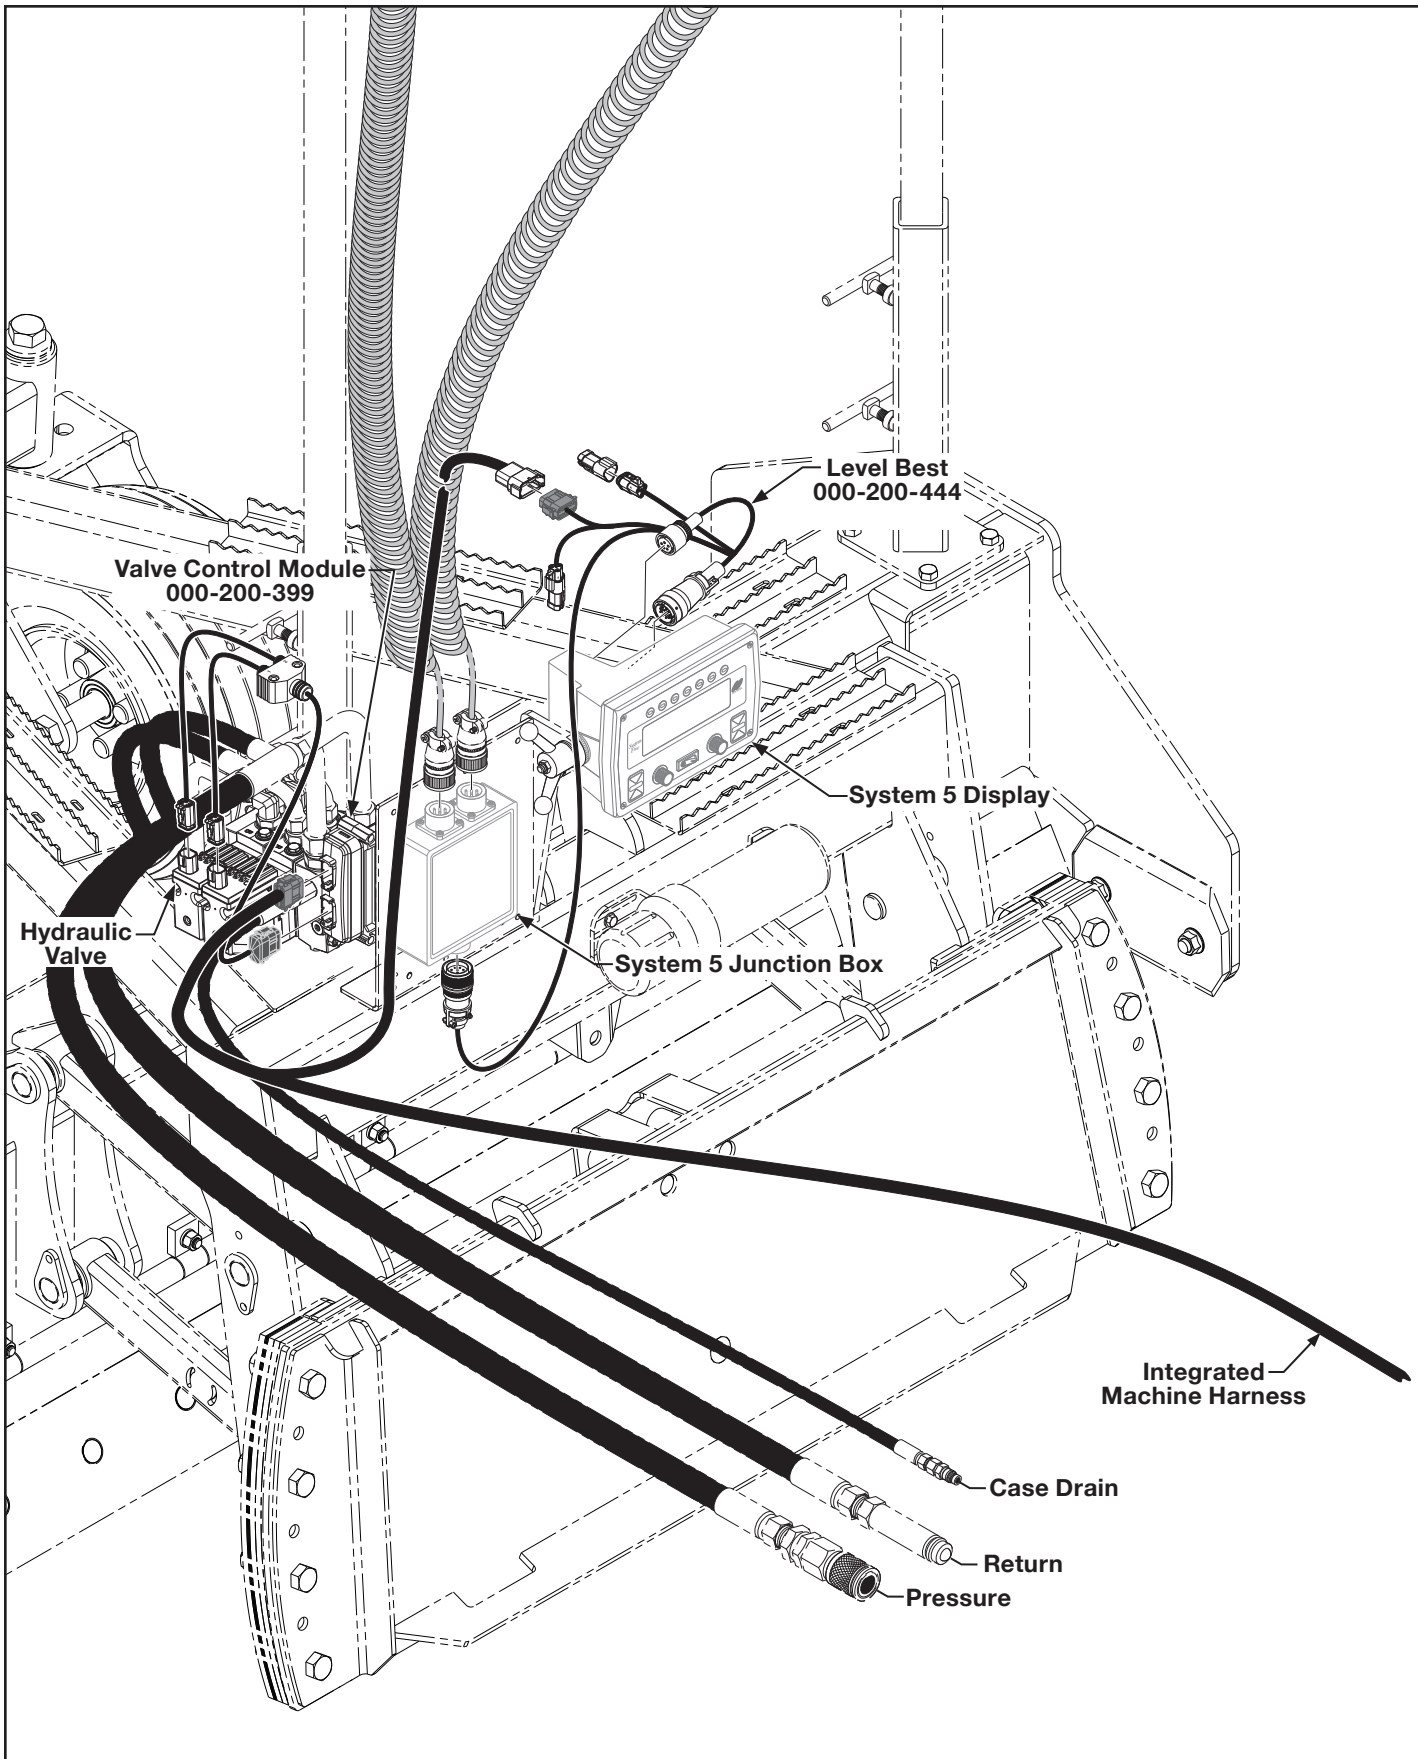 Level Best
000-200-444
Valve Control Module
000-200-399
System 5 Display
Hydraulic
Valve
System 5 Junction Box
Integrated
Machine Harness
Case Drain
Return
Pressure